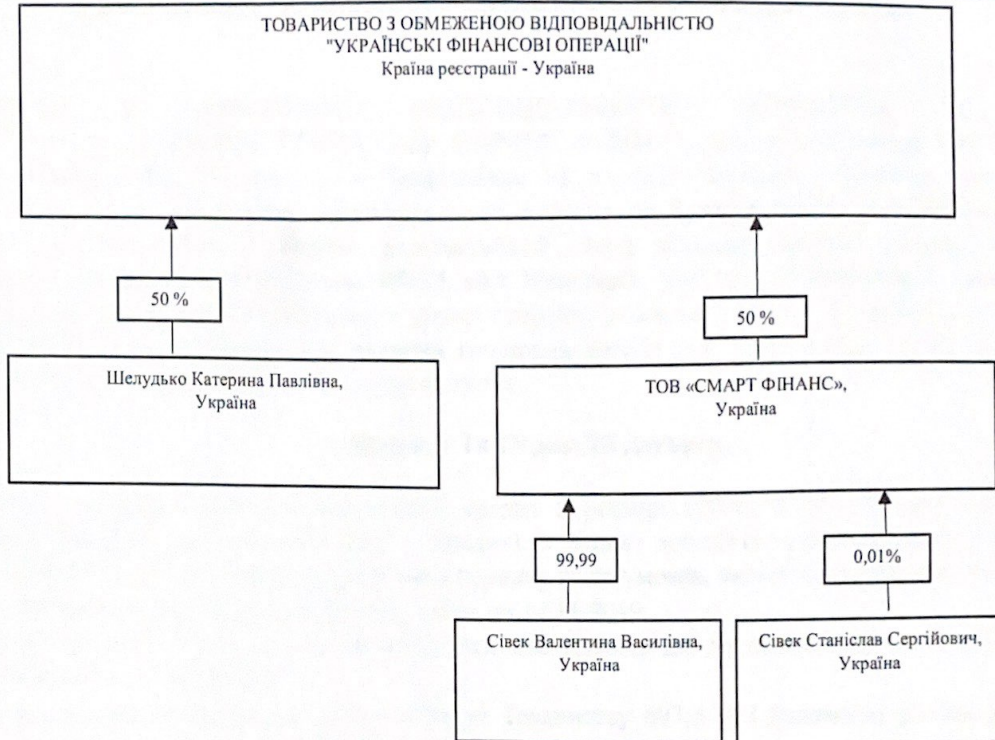 ТОВАРИСТВО З ОБМЕЖЕНОЮ ВІДПОВІДАЛЬНІСТЮ
"УКРАЇНСЬКІ ФІНАНСОВІ ОПЕРАЦІЇ"
Країна реєстрації - Україна
50 %
50 %
Шелудько Катерина Павлівна,
Україна
ТОВ «СМАРТ ФІНАНС»,
Україна
99,99
0,01%
Сівек Валентина Василівна,
Україна
Сівек Станіслав Сергійович,
Україна